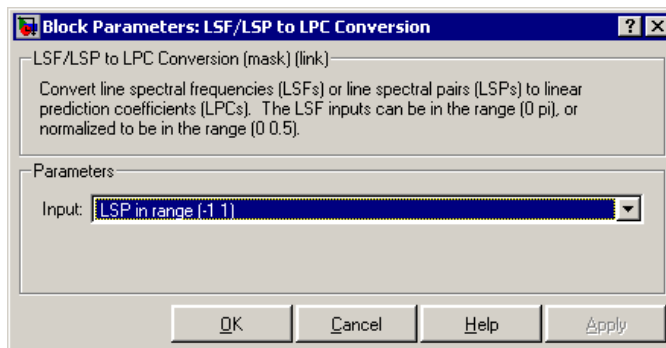 Block Parameters: LSF/LSP to LPC Conversion
LSF/LSP to LPC Conversion (mask) (link)
Convert line spectral frequencies (LSFs) or line spectral pairs (LSPs) to linear
prediction coefficients (LPCs). The LSF inputs can be in the range (0 pi), or
normalized to be in the range (0 0.5).
Parameters
Input: LSP in range (-1 1)
OK Cancel Help Apply